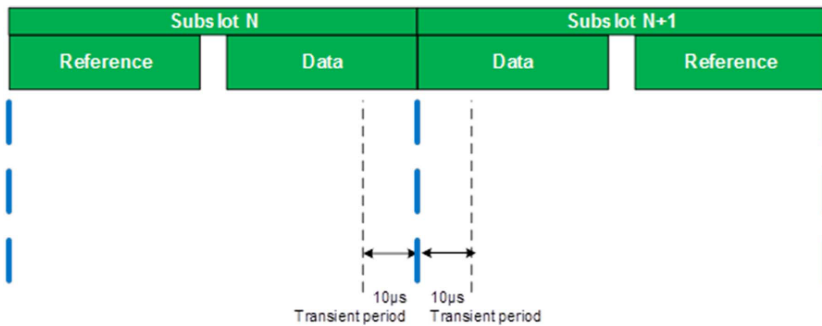 Subslot N Subslot N+1
Reference Data Data Reference
10µs 10µs
Transient period Transient period